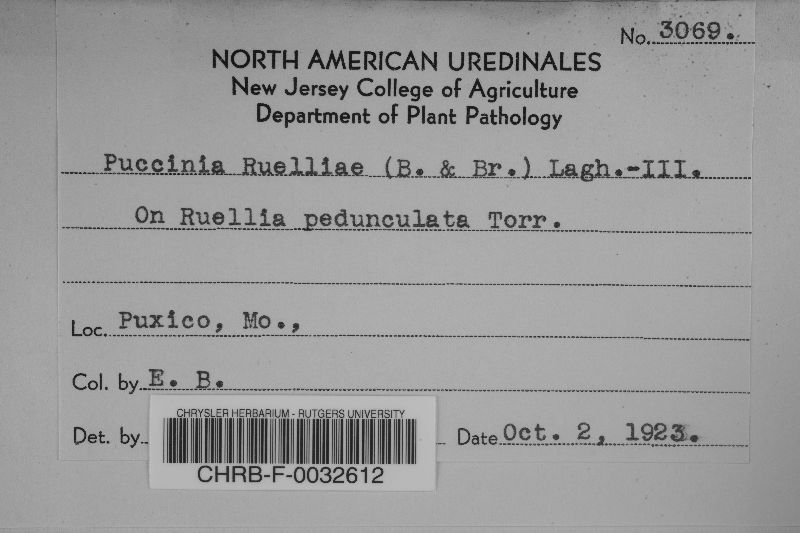 No. 3069.
NORTH AMERICAN UREDINALES
New Jersey College of Agriculture
Department of Plant Pathology
Puccinia Ruelliae (B. & Br.) Lagh.-III.
On Ruellia pedunculata Torr.
Loc. Puxico, Mo.,
Col. by E. B.
Det. by Date Oct. 2, 1923.
CHRYSLER HERBARIUM - RUTGERS UNIVERSITY
CHRB-F-0032612